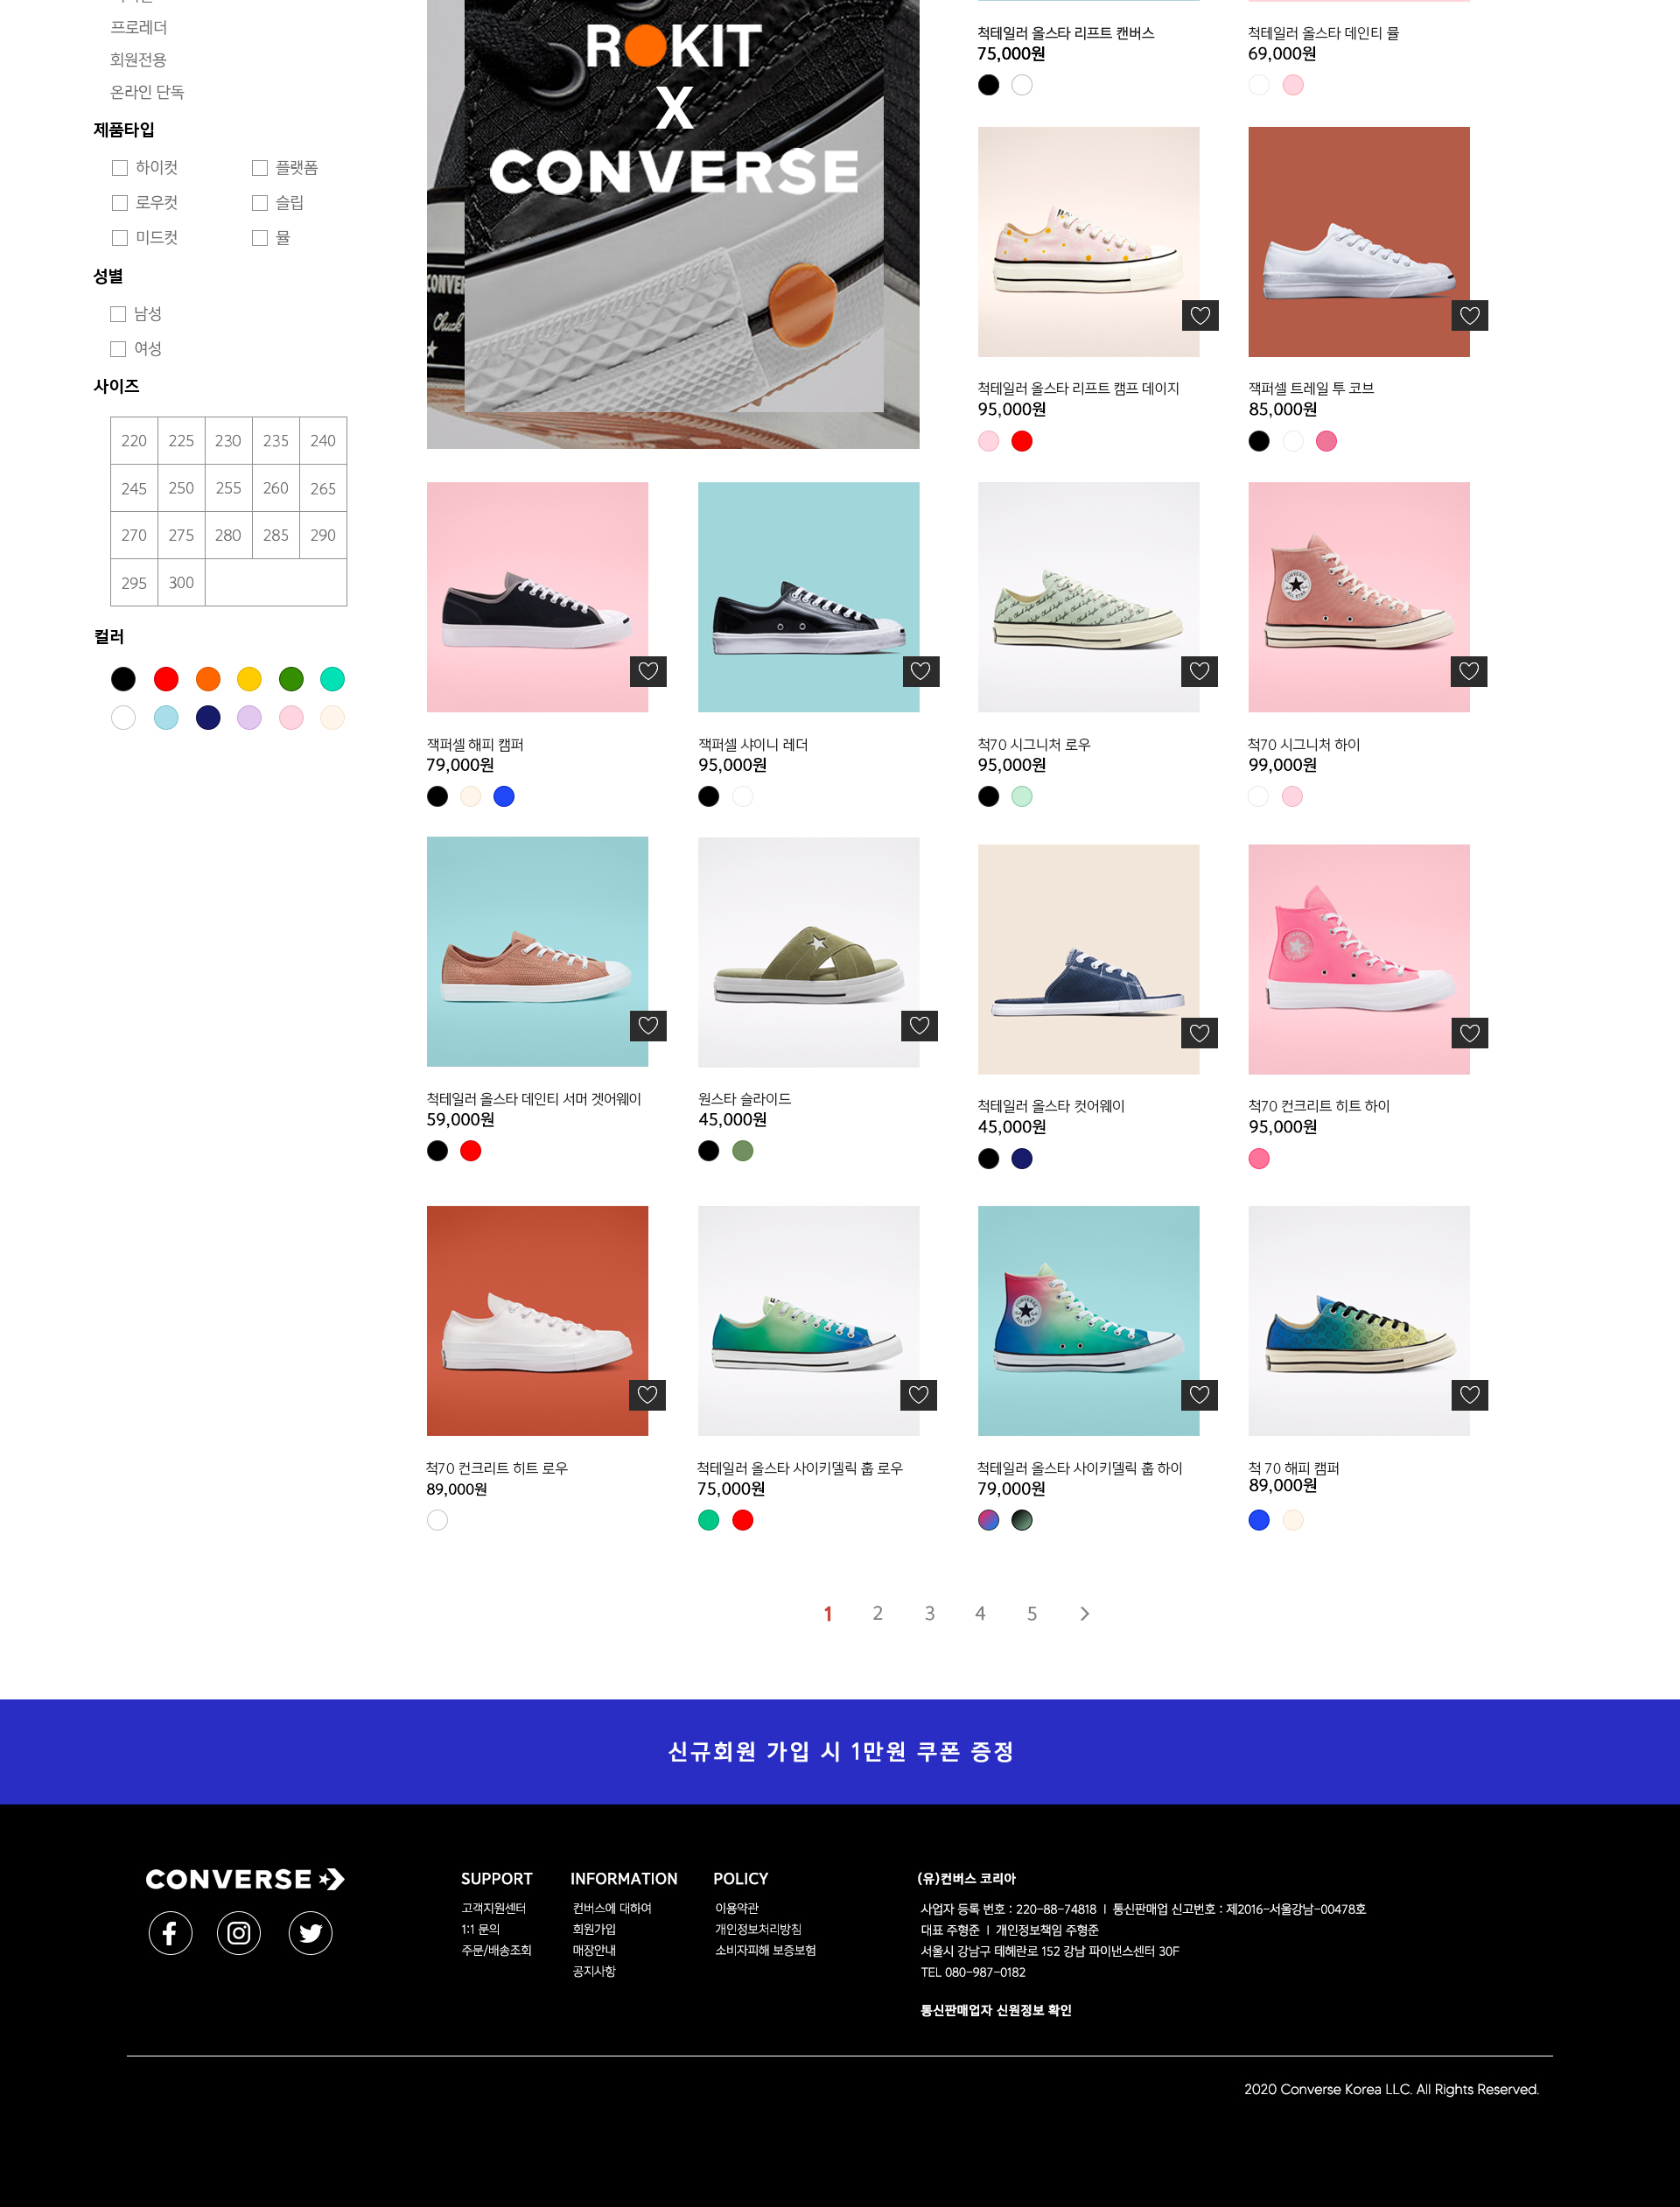 프로레더
회원전용
온라인 단독
제품타입
하이컷 플랫폼
로우컷 슬립
미드컷 뮬
성별
남성
여성
사이즈
220 225 230 235 240
245 250 255 260 265
270 275 280 285 290
295 300
컬러
ROKIT
X
CONVERSE
Chuck
척테일러 올스타 리프트 캔버스
75,000원
척테일러 올스타 데인티 뮬
69,000원
척테일러 올스타 리프트 캠프 데이지
95,000원
잭퍼셀 트레일 투 코브
85,000원
잭퍼셀 해피 캠퍼
79,000원
잭퍼셀 샤이니 레더
95,000원
척70 시그니처 로우
95,000원
척70 시그니처 하이
99,000원
척테일러 올스타 데인티 서머 겟어웨이
59,000원
원스타 슬라이드
45,000원
척테일러 올스타 컷어웨이
45,000원
척70 컨크리트 히트 하이
95,000원
척70 컨크리트 히트 로우
89,000원
척테일러 올스타 사이키델릭 훕 로우
75,000원
척테일러 올스타 사이키델릭 훕 하이
79,000원
척 70 해피 캠퍼
89,000원
1 2 3 4 5 >
신규회원 가입 시 1만원 쿠폰 증정
CONVERSE
SUPPORT
고객지원센터
1:1 문의
주문/배송조회
INFORMATION
컨버스에 대하여
회원가입
매장안내
공지사항
POLICY
이용약관
개인정보처리방침
소비자피해 보증보험
(유)컨버스 코리아
사업자 등록 번호 : 220-88-74818 | 통신판매업 신고번호 : 제2016-서울강남-00478호
대표 주형준 | 개인정보책임 주형준
서울시 강남구 테헤란로 152 강남 파이낸스센터 30F
TEL 080-987-0182
통신판매업자 신원정보 확인
2020 Converse Korea LLC. All Rights Reserved.